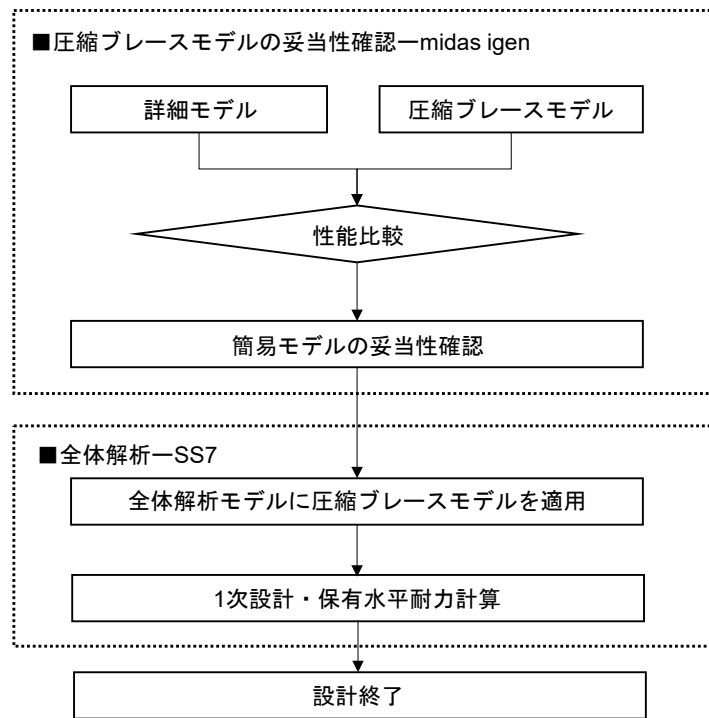 ■圧縮ブレースモデルの妥当性確認ーmidas igen
詳細モデル
圧縮ブレースモデル
性能比較
簡易モデルの妥当性確認
■全体解析ーSS7
全体解析モデルに圧縮ブレースモデルを適用
1次設計・保有水平耐力計算
設計終了